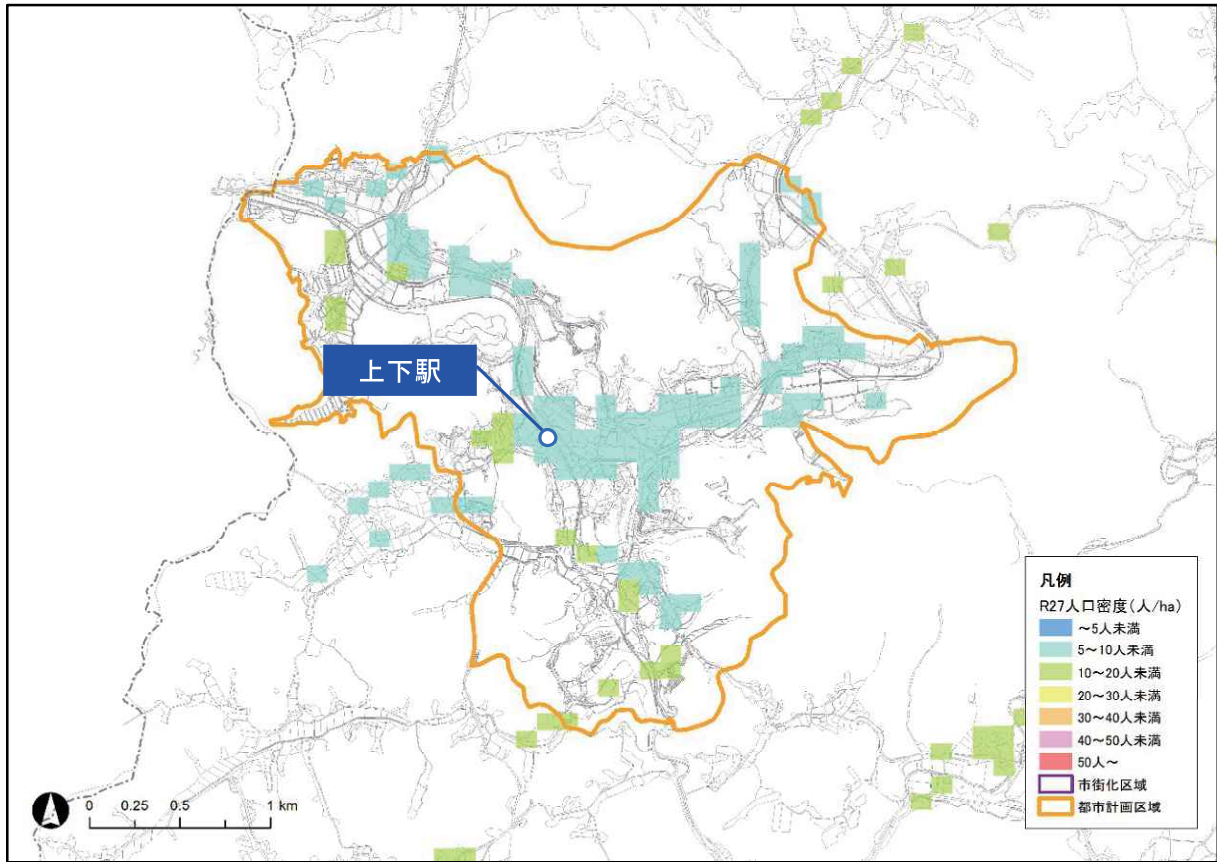 上下駅
凡例
R27人口密度(人/ha)
～5人未満
5～10人未満
10～20人未満
20～30人未満
30～40人未満
40～50人未満
50人～
市街化区域
都市計画区域
0 0.25 0.5 1 km